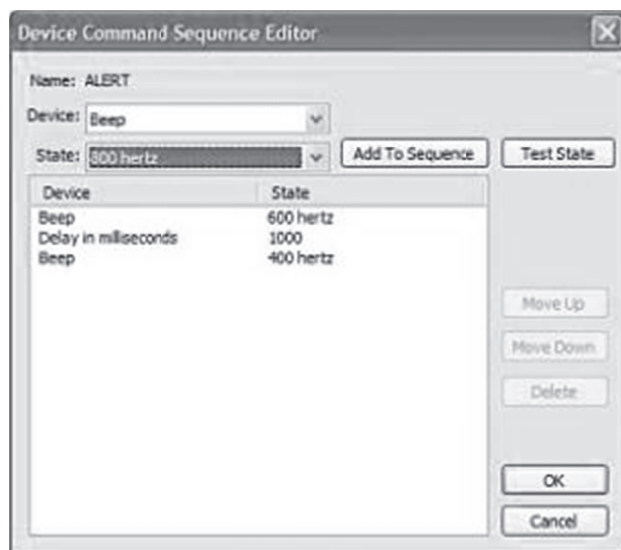 Device Command Sequence Editor
Name: ALERT
Device: Beep
State: 800 hertz Add To Sequence Test State
Device State
Beep 600 hertz
Delay in milliseconds 1000
Beep 400 hertz
Move Up
Move Down
Delete
OK
Cancel